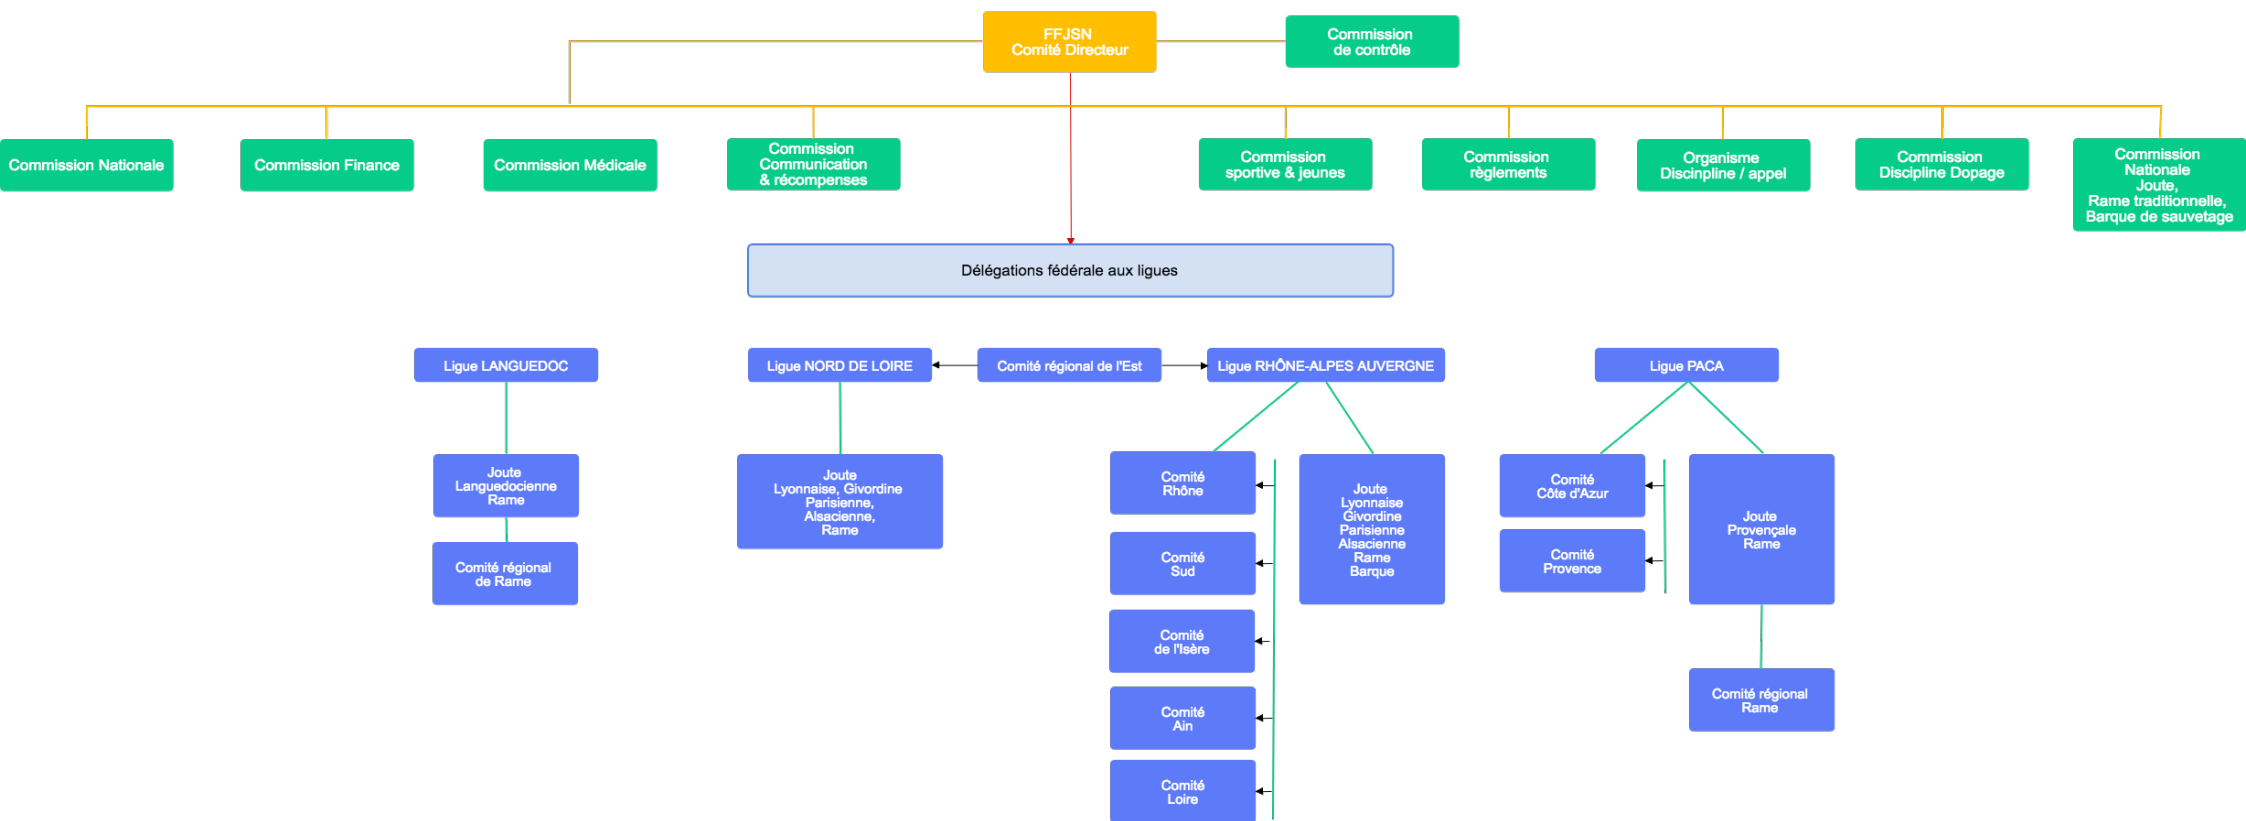 FFJSN
Comité Directeur
Commission
de contrôle
Commission Nationale
Commission Finance
Commission Médicale
Commission
Communication
& récompenses
Commission
sportive & jeunes
Commission
règlements
Organisme
Discinpline / appel
Commission
Discipline Dopage
Commission
Nationale
Joute,
Rame traditionnelle,
Barque de sauvetage
Délégations fédérale aux ligues
Ligue LANGUEDOC
Ligue NORD DE LOIRE
Comité régional de l'Est
Ligue RHÔNE-ALPES AUVERGNE
Ligue PACA
Joute
Languedocienne
Rame
Comité régional
de Rame
Joute
Lyonnaise, Givordine
Parisienne,
Alsacienne,
Rame
Comité
Rhône
Comité
Sud
Comité
de l'Isère
Comité
Ain
Comité
Loire
Joute
Lyonnaise
Givordine
Parisienne
Alsacienne
Rame
Barque
Comité
Côte d'Azur
Comité
Provence
Joute
Provençale
Rame
Comité régional
Rame